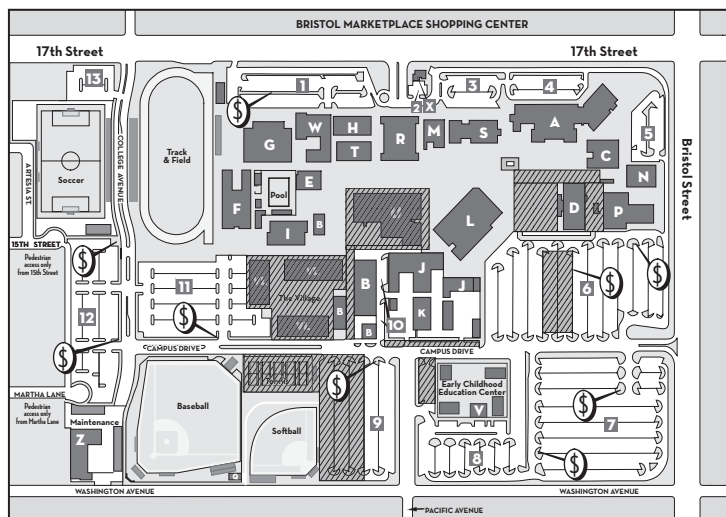 BRISTOL MARKETPLACE SHOPPING CENTER
17th Street
17th Street
13
1
3
4
2
X
5
$
COLLEGE AVENUE
ARTESIA ST.
Soccer
Track
& Field
G
W
H
T
R
M
S
A
C
N
Bristol Street
F
E
Pool
I
B
L
D
P
15TH STREET
Pedestrian
access only
from 15th Street
$
11
The Village
B
J
J
K
B
B
10
6
$
$
12
$
$
CAMPUS DRIVE
CAMPUS DRIVE
MARTHA LANE
Pedestrian
access only
from Martha Lane
Maintenance
Z
Baseball
Tennis
Softball
$
9
Early Childhood
Education Center
V
8
$
7
$
WASHINGTON AVENUE
WASHINGTON AVENUE
PACIFIC AVENUE